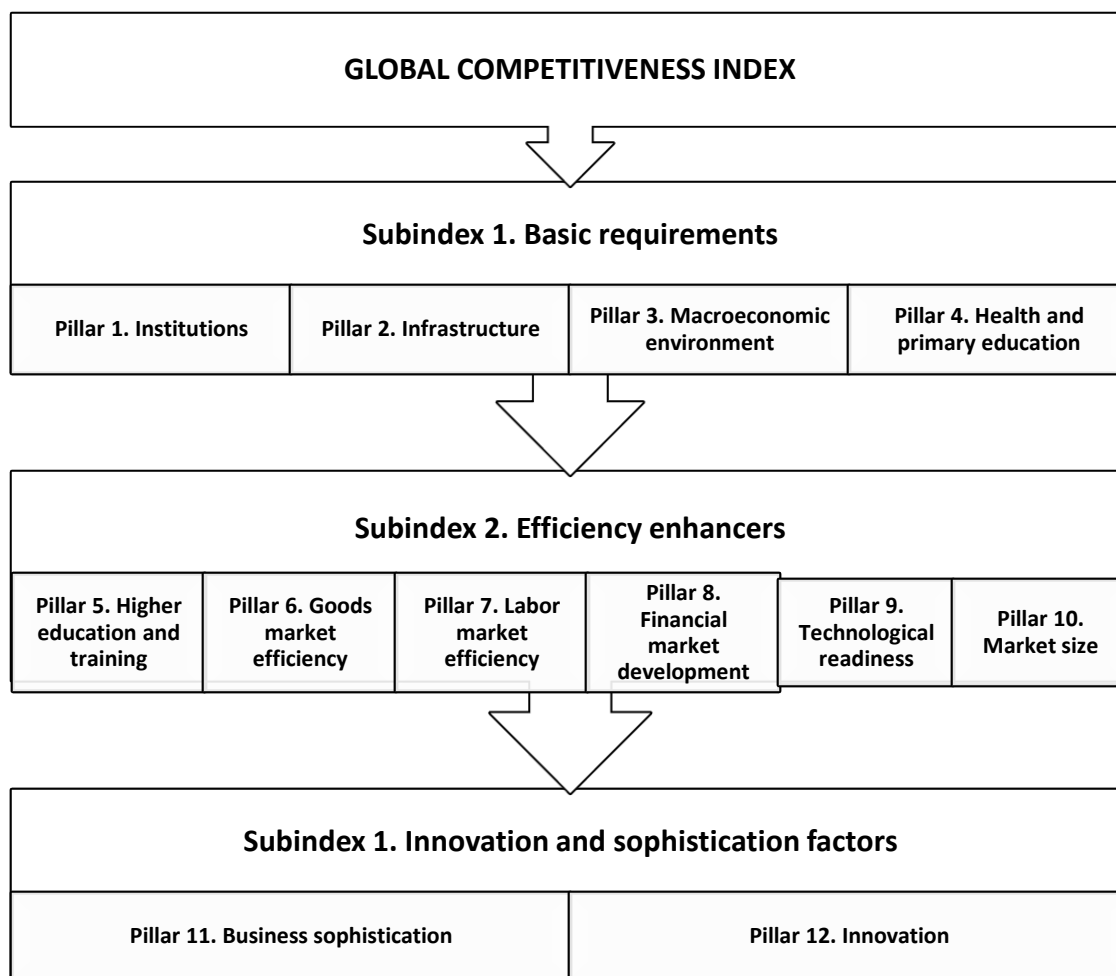 GLOBAL COMPETITIVENESS INDEX
Subindex 1. Basic requirements
Pillar 1. Institutions
Pillar 2. Infrastructure
Pillar 3. Macroeconomic
environment
Pillar 4. Health and
primary education
Subindex 2. Efficiency enhancers
Pillar 5. Higher
education and
training
Pillar 6. Goods
market
efficiency
Pillar 7. Labor
market
efficiency
Pillar 8.
Financial
market
development
Pillar 9.
Technological
readiness
Pillar 10.
Market size
Subindex 1. Innovation and sophistication factors
Pillar 11. Business sophistication
Pillar 12. Innovation